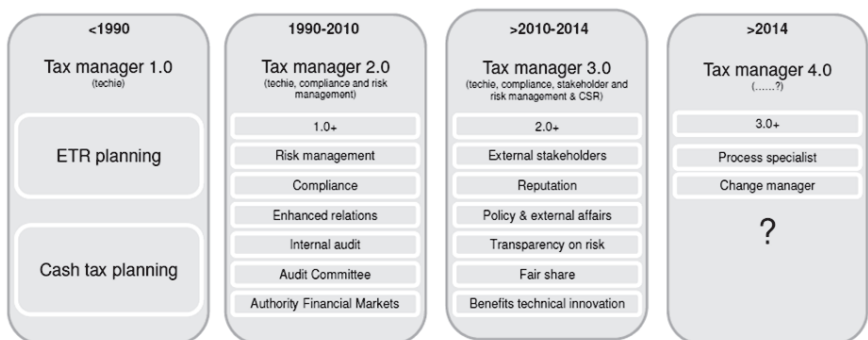 <1990
Tax manager 1.0
(techie)
ETR planning
Cash tax planning
1990-2010
Tax manager 2.0
(techie, compliance and risk
management)
1.0+
Risk management
Compliance
Enhanced relations
Internal audit
Audit Committee
Authority Financial Markets
>2010-2014
Tax manager 3.0
(techie, compliance, stakeholder and
risk management & CSR)
2.0+
External stakeholders
Reputation
Policy & external affairs
Transparency on risk
Fair share
Benefits technical innovation
>2014
Tax manager 4.0
(......?)
3.0+
Process specialist
Change manager
?